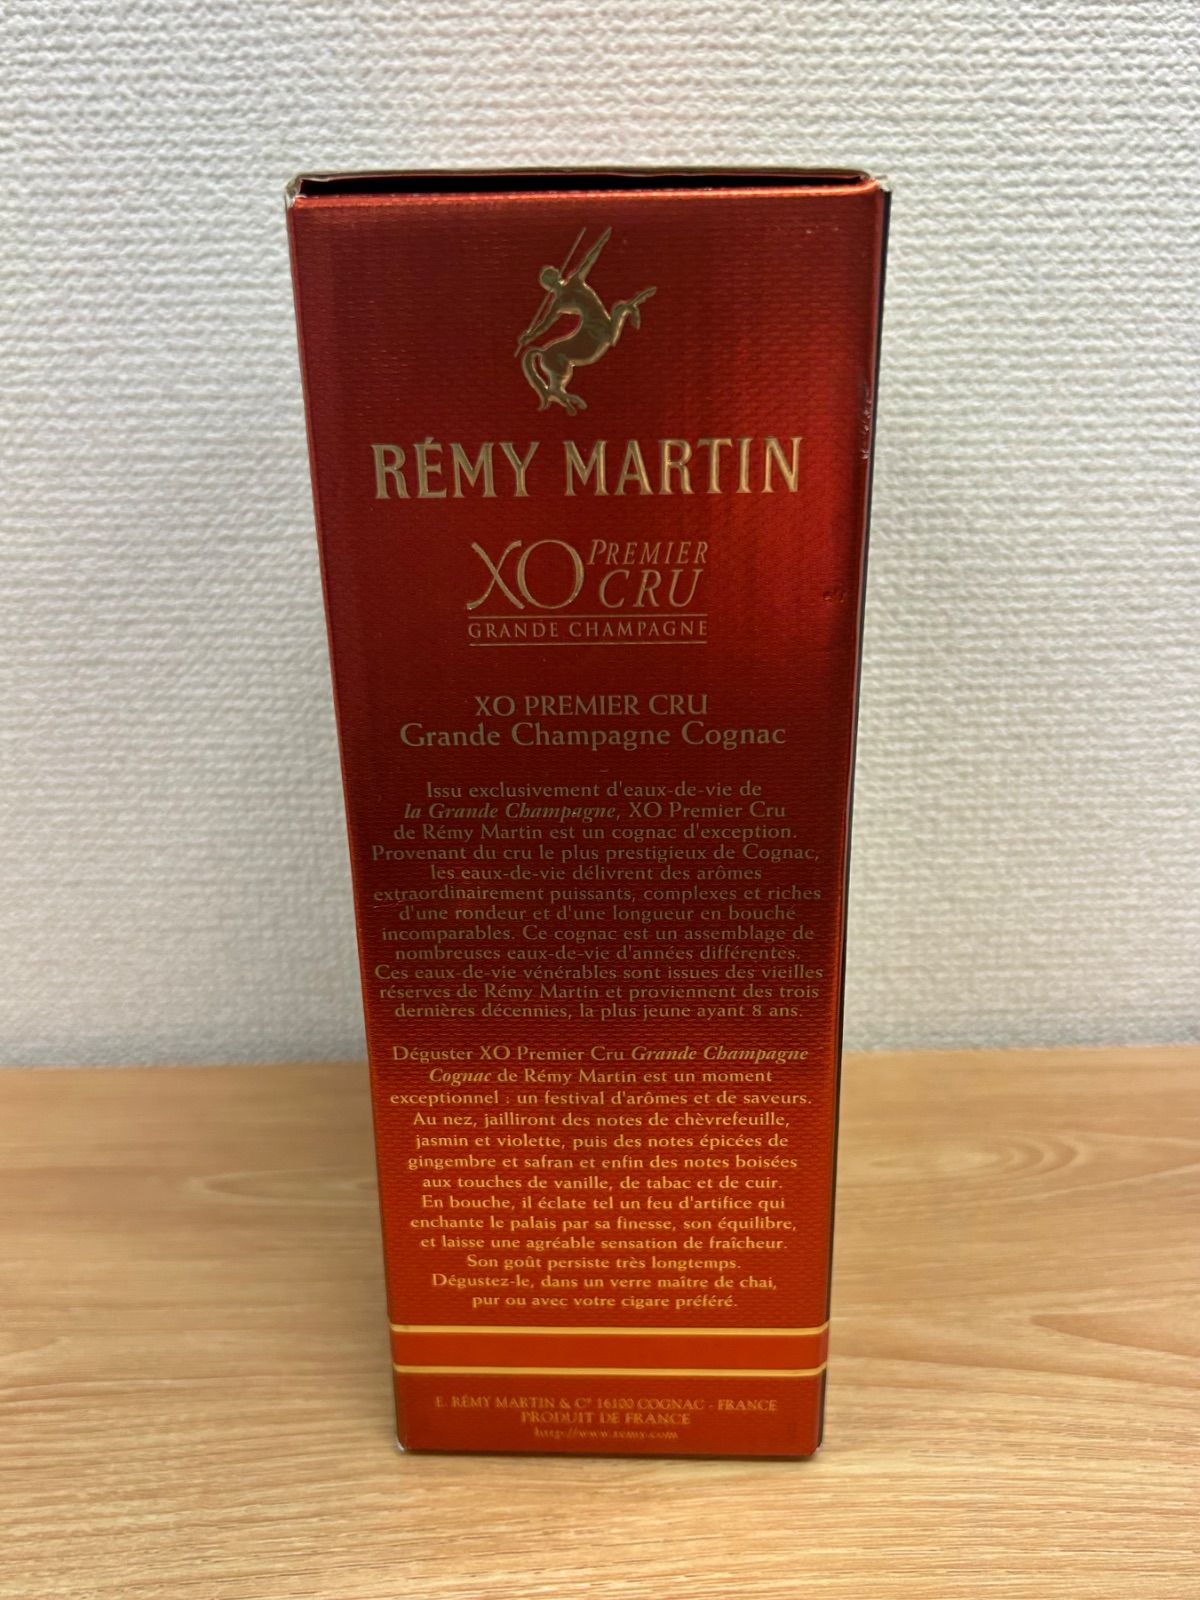 RÉMY MARTIN
XO PREMIER
CRU
GRANDE CHAMPAGNE
XO PREMIER CRU
Grande Champagne Cognac
Issu exclusivement d'eaux-de-vie de
la Grande Champagne, XO Premier Cru
de Rémy Martin est un cognac d'exception.
Provenant du cru le plus prestigieux de Cognac,
les eaux-de-vie délivrent des arômes
extraordinairement puissants, complexes et riches
d'une rondeur et d'une longueur en bouche
incomparables. Ce cognac est un assemblage de
nombreuses eaux-de-vie d'années différentes.
Ces eaux-de-vie vénérables sont issues des vieilles
réserves de Rémy Martin et proviennent des trois
dernières décennies, la plus jeune ayant 8 ans.
Déguster XO Premier Cru Grande Champagne
Cognac de Rémy Martin est un moment
exceptionnel : un festival d'arômes et de saveurs.
Au nez, jailliront des notes de chèvrefeuille,
jasmin et violette, puis des notes épicées de
gingembre et safran et enfin des notes boisées
aux touches de vanille, de tabac et de cuir.
En bouche, il éclate tel un feu d'artifice qui
enchante le palais par sa finesse, son équilibre,
et laisse une agréable sensation de fraîcheur.
Son goût persiste très longtemps.
Dégustez-le, dans un verre maître de chai,
pur ou avec votre cigare préféré.
E. RÉMY MARTIN & Cº 16100 COGNAC - FRANCE
PRODUIT DE FRANCE
http://www.remy.com